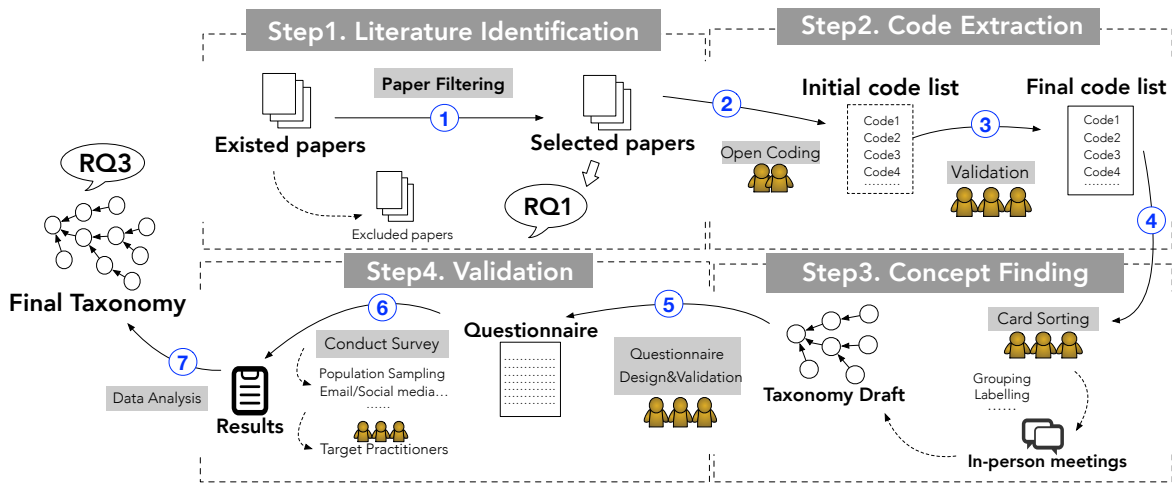 Step1. Literature Identification
Paper Filtering
1
Existed papers
Selected papers
Excluded papers
RQ1
Step2. Code Extraction
2
Initial code list
Code1
Code2
Code3
Code4
........
Open Coding
3
Validation
Final code list
Code1
Code2
Code3
Code4
........
4
Step3. Concept Finding
Card Sorting
Grouping
Labelling
......
In-person meetings
Taxonomy Draft
5
Questionnaire
Design&Validation
Step4. Validation
Questionnaire
6
Conduct Survey
Population Sampling
Email/Social media...
......
Target Practitioners
Results
7
Data Analysis
RQ3
Final Taxonomy